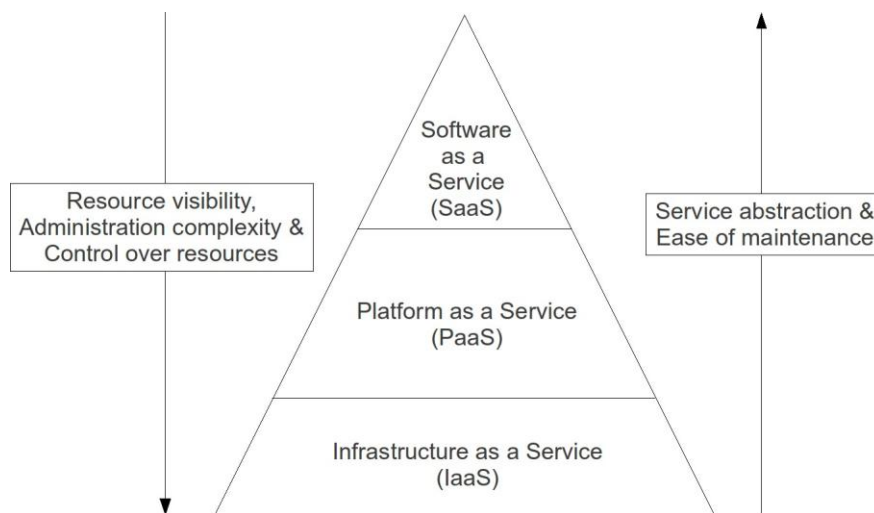 Software
as a
Service
(SaaS)
Resource visibility,
Administration complexity &
Control over resources
Service abstraction &
Ease of maintenance
Platform as a Service
(PaaS)
Infrastructure as a Service
(IaaS)